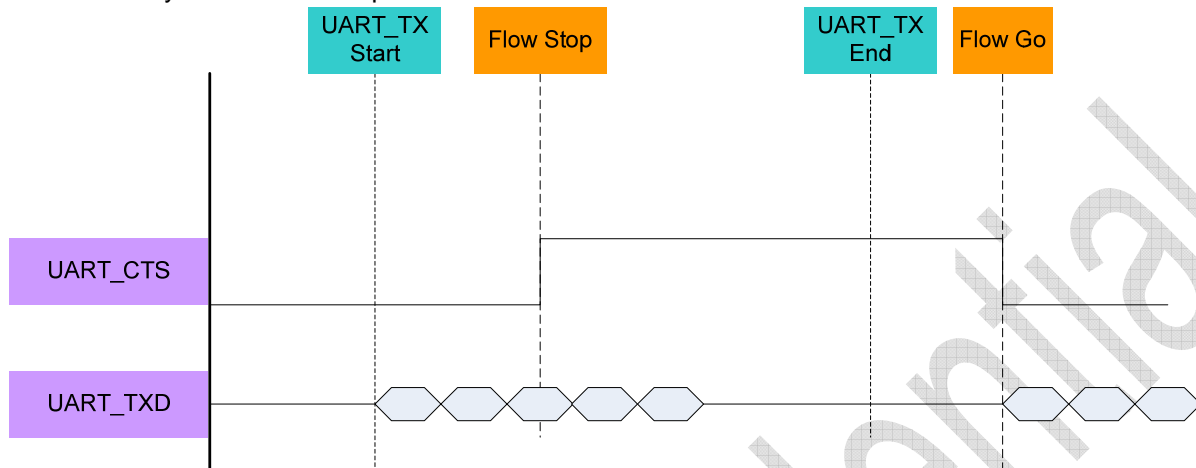 UART_TX
Start
Flow Stop
UART_TX
End
Flow Go
UART_CTS
UART_TXD